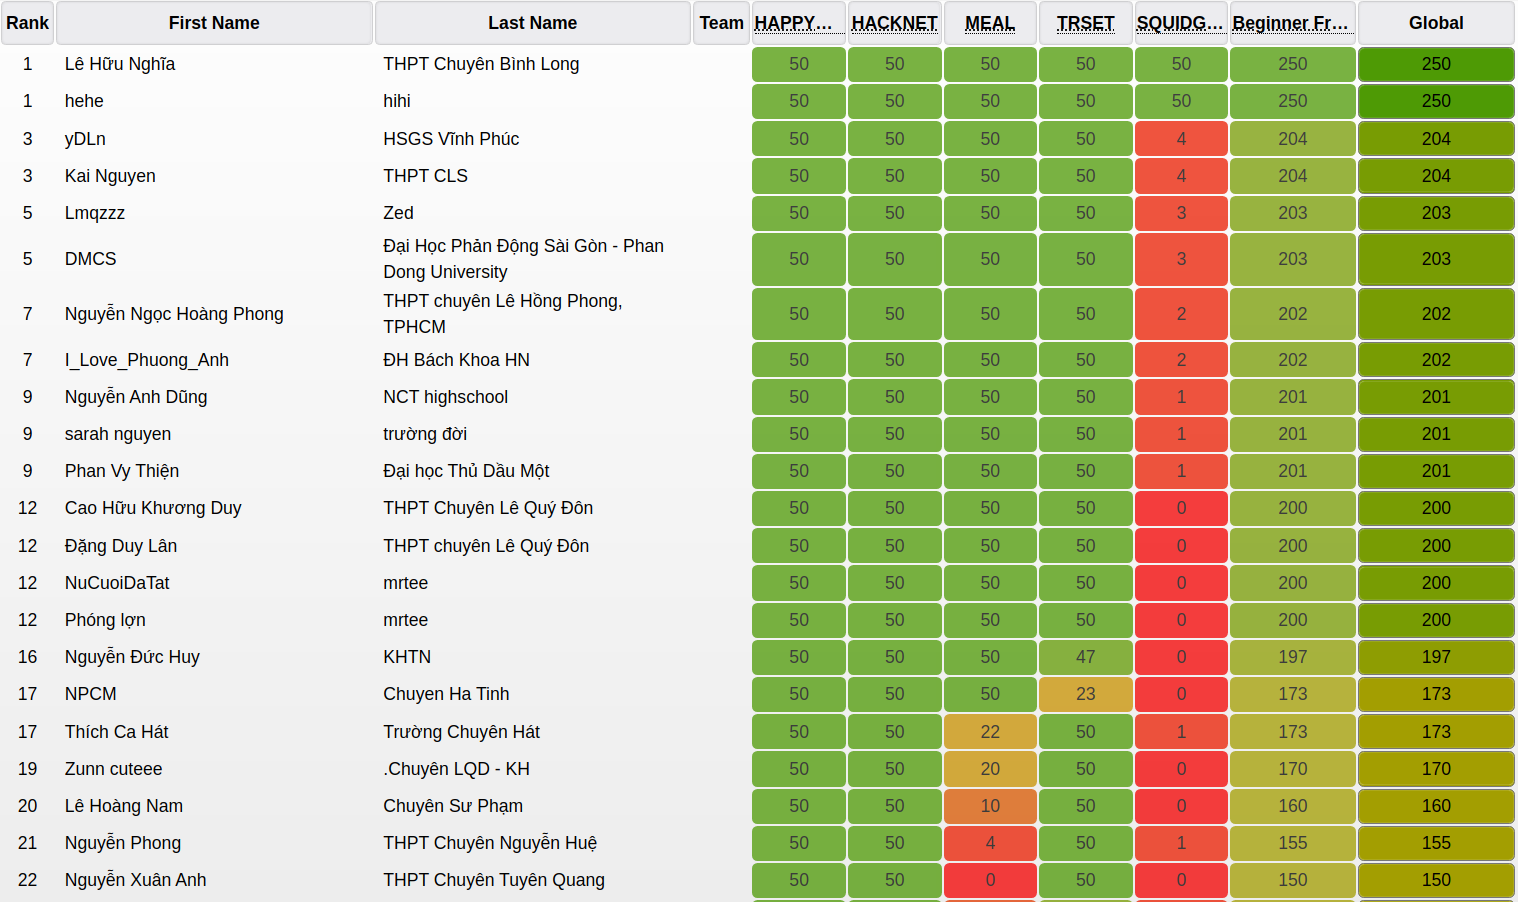 Rank First Name Last Name Team HAPPY... HACKNET MEAL TRSET SQUIDG... Beginner Fr... Global
1 Lê Hữu Nghĩa THPT Chuyên Bình Long 50 50 50 50 50 250 250
1 hehe hihi 50 50 50 50 50 250 250
3 yDLn HSGS Vĩnh Phúc 50 50 50 50 4 204 204
3 Kai Nguyen THPT CLS 50 50 50 50 4 204 204
5 Lmqzzz Zed 50 50 50 50 3 203 203
5 DMCS Đại Học Phản Động Sài Gòn - Phan
Dong University 50 50 50 50 3 203 203
7 Nguyễn Ngọc Hoàng Phong THPT chuyên Lê Hồng Phong,
TPHCM 50 50 50 50 2 202 202
7 I_Love_Phuong_Anh ĐH Bách Khoa HN 50 50 50 50 2 202 202
9 Nguyễn Anh Dũng NCT highschool 50 50 50 50 1 201 201
9 sarah nguyen trường đời 50 50 50 50 1 201 201
9 Phan Vy Thiện Đại học Thủ Dầu Một 50 50 50 50 1 201 201
12 Cao Hữu Khương Duy THPT Chuyên Lê Quý Đôn 50 50 50 50 0 200 200
12 Đặng Duy Lân THPT chuyên Lê Quý Đôn 50 50 50 50 0 200 200
12 NuCuoiDaTat mrtee 50 50 50 50 0 200 200
12 Phóng lợn mrtee 50 50 50 50 0 200 200
16 Nguyễn Đức Huy KHTN 50 50 50 47 0 197 197
17 NPCM Chuyen Ha Tinh 50 50 50 23 0 173 173
17 Thích Ca Hát Trường Chuyên Hát 50 50 22 50 1 173 173
19 Zunn cuteee .Chuyên LQD - KH 50 50 20 50 0 170 170
20 Lê Hoàng Nam Chuyên Sư Phạm 50 50 10 50 0 160 160
21 Nguyễn Phong THPT Chuyên Nguyễn Huệ 50 50 4 50 1 155 155
22 Nguyễn Xuân Anh THPT Chuyên Tuyên Quang 50 50 0 50 0 150 150